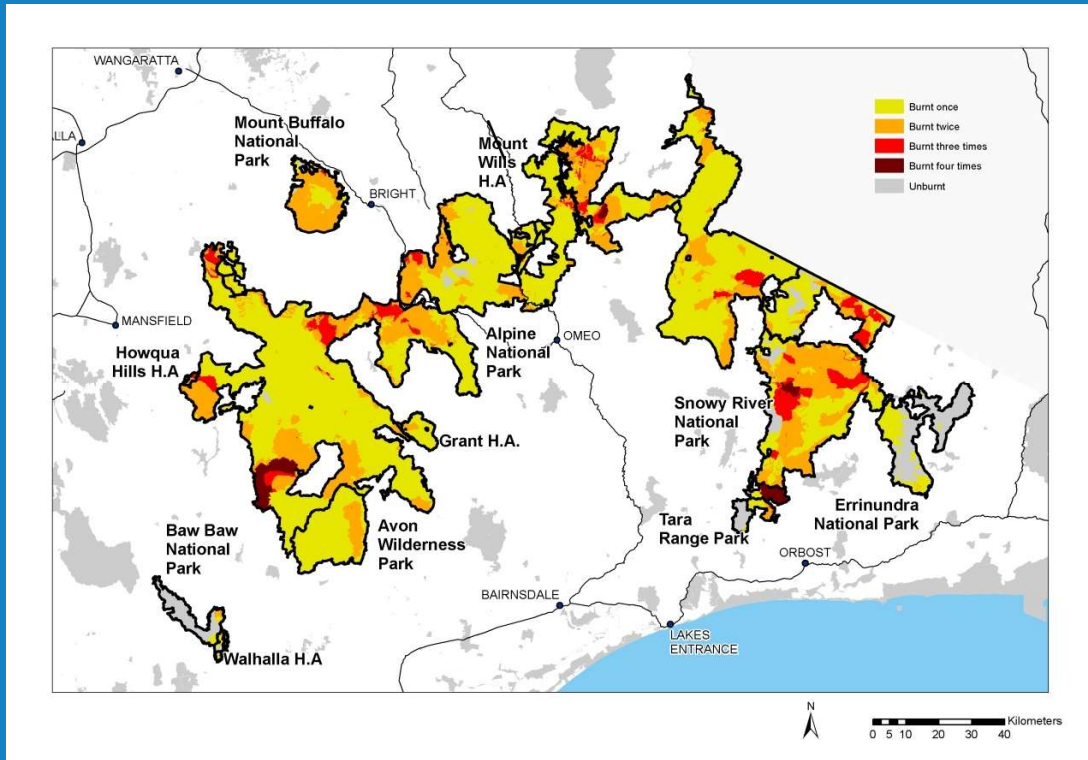 WANGARATTA
LLA
Mount Buffalo
National
Park
BRIGHT
Mount
Wills
H.A
Burnt once
Burnt twice
Burnt three times
Burnt four times
Unburnt
MANSFIELD
Howqua
Hills H.A
Alpine
National
Park
OMEO
Grant H.A.
Snowy River
National
Park
Errinundra
National Park
Tara
Range Park
Avon
Wilderness
Park
Baw Baw
National
Park
Walhalla H.A
ORBOST
BAIRNSDALE
LAKES
ENTRANCE
N
Kilometers
0 5 10 20 30 40